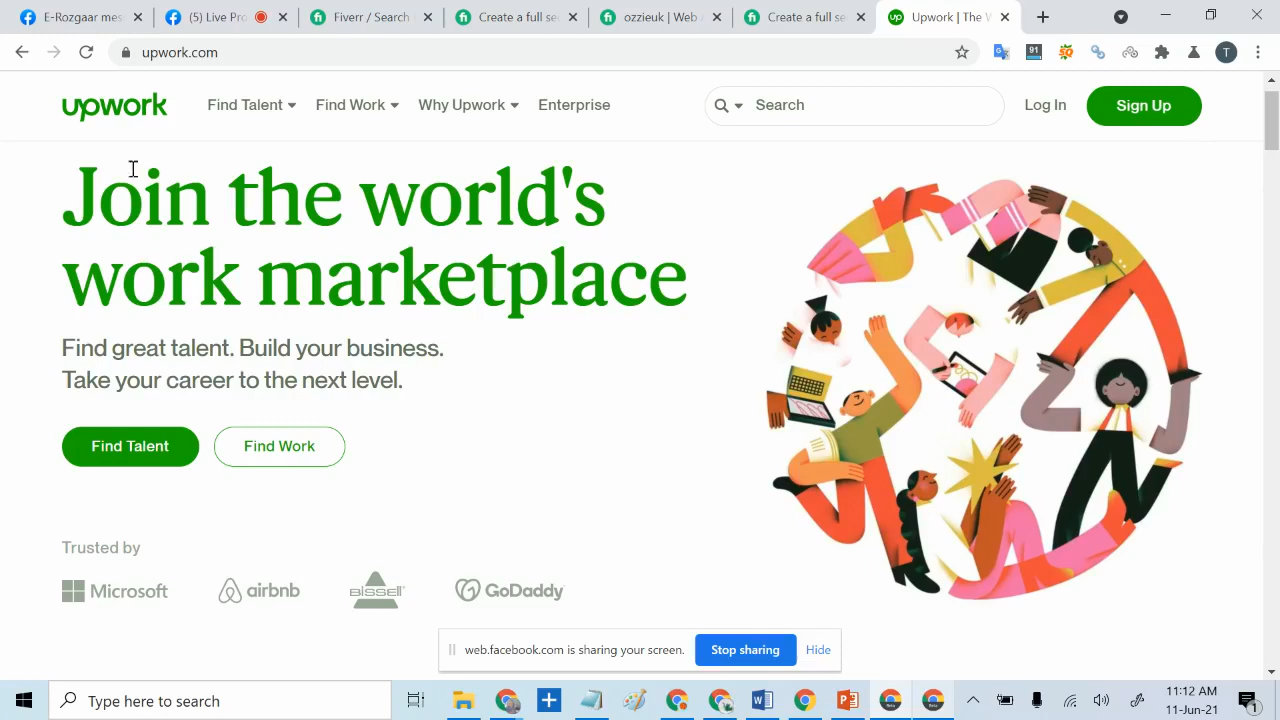 E-Rozgar mes
(5) Live Pro
Fiverr / Search
Create a full se
ozzieuk | Web
Create a full se
Upwork | The W
upwork.com
91
T
upwork
Find Talent
Find Work
Why Upwork
Enterprise
Search
Log In
Sign Up
Join the world's
work marketplace
Find great talent. Build your business.
Take your career to the next level.
Find Talent
Find Work
Trusted by
Microsoft
airbnb
BISSELL
GoDaddy
web.facebook.com is sharing your screen.
Stop sharing
Hide
Type here to search
11:12 AM
11-Jun-21